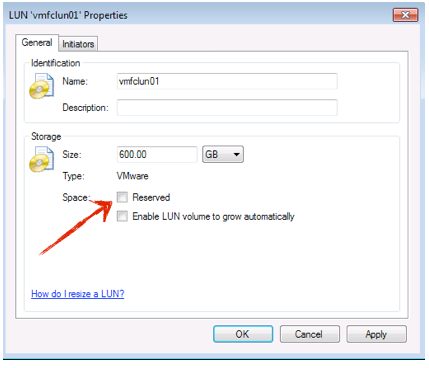 LUN 'vmfclun01' Properties
General Initiators
Identification
Name: vmfclun01
Description:
Storage
Size: 600.00 GB
Type: VMware
Space: Reserved
Enable LUN volume to grow automatically
How do I resize a LUN?
OK Cancel Apply